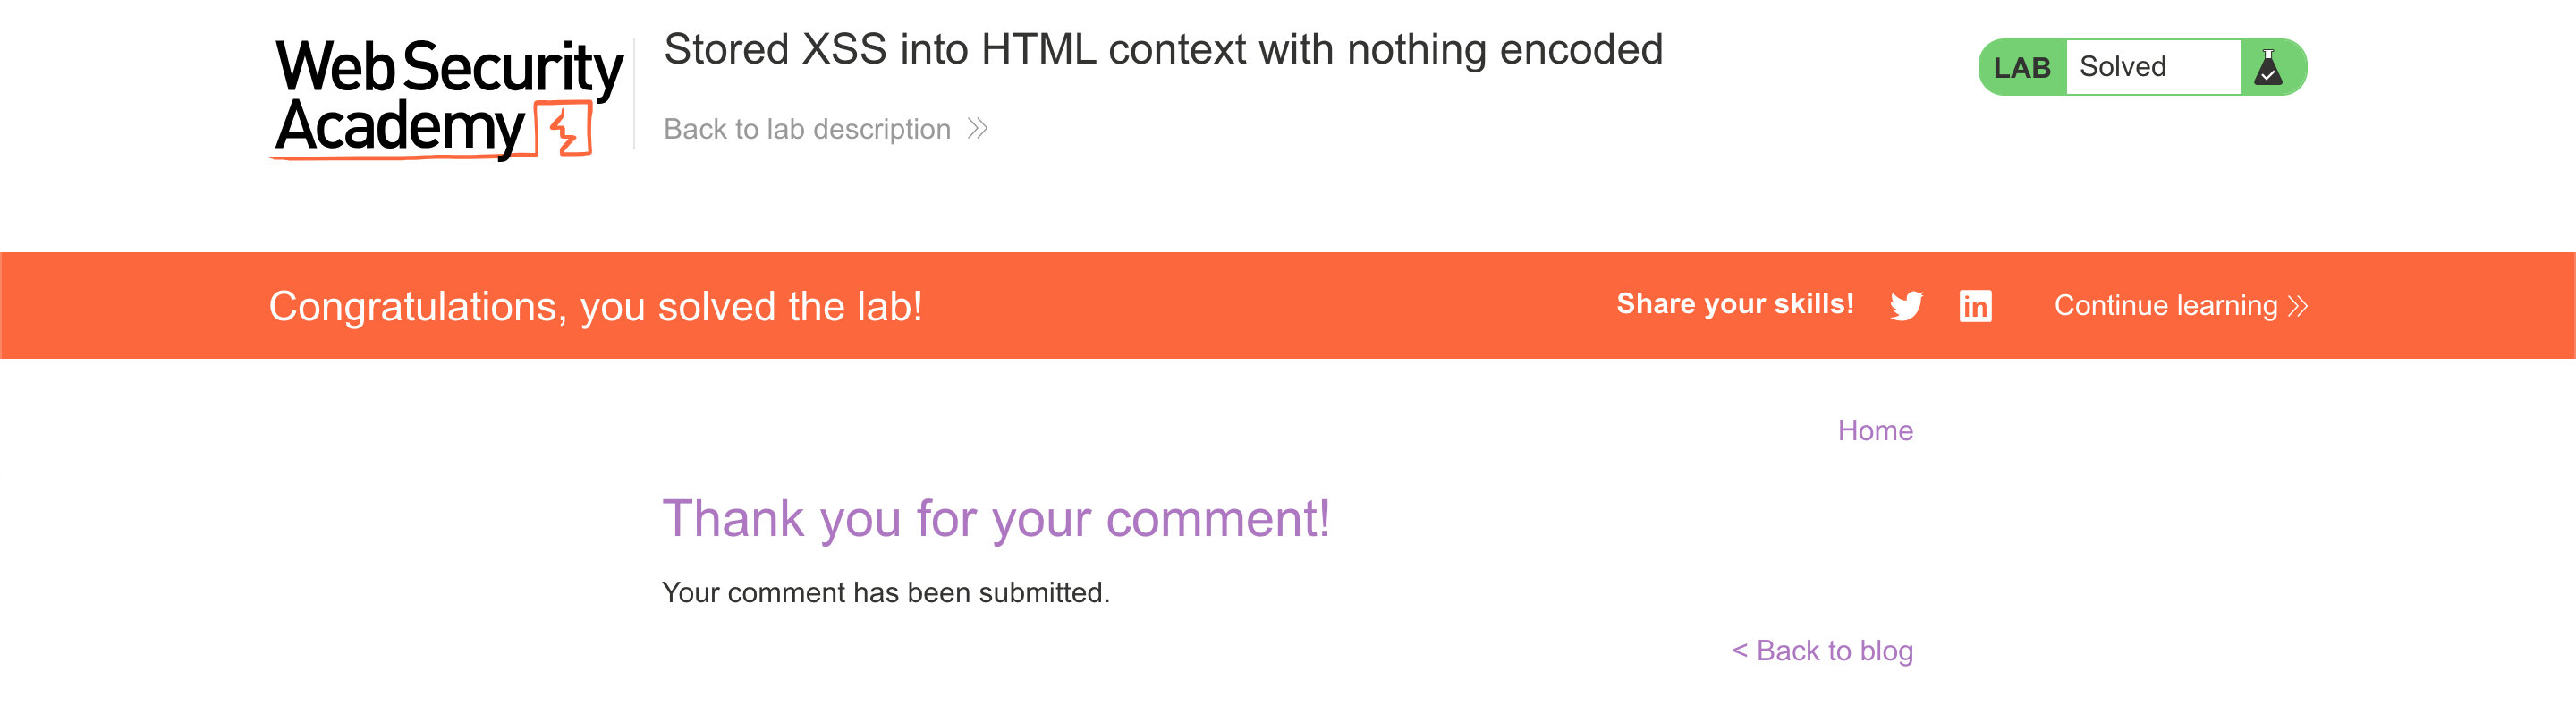 Web Security
Academy
Stored XSS into HTML context with nothing encoded
Back to lab description
LAB Solved
Congratulations, you solved the lab!
Share your skills!
in
Continue learning
Home
Thank you for your comment!
Your comment has been submitted.
< Back to blog